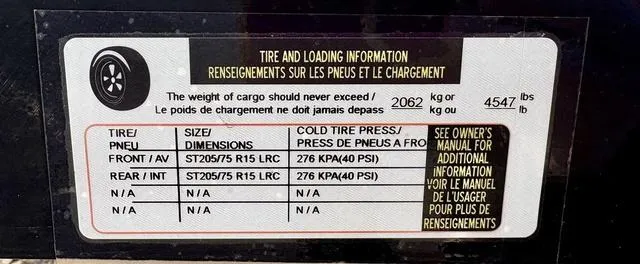 TIRE AND LOADING INFORMATION
RENSEIGNEMENTS SUR LES PNEUS ET LE CHARGEMENT
The weight of cargo should never exceed / 2062 kg or 4547 lbs
Le poids de chargement ne doit jamais depass kg ou lb
TIRE/ SIZE/ COLD TIRE PRESS./
PNEU DIMENSIONS PRESS DE PNEUS A FRO
FRONT / AV ST205/75 R15 LRC 276 KPA(40 PSI)
REAR / INT ST205/75 R15 LRC 276 KPA(40 PSI)
N / A N / A N / A
N / A N / A N / A
SEE OWNER'S
MANUAL FOR
ADDITIONAL
INFORMATION
VOIR LE MANUEL
DE L'USAGER
POUR PLUS DE
RENSEIGNEMENTS